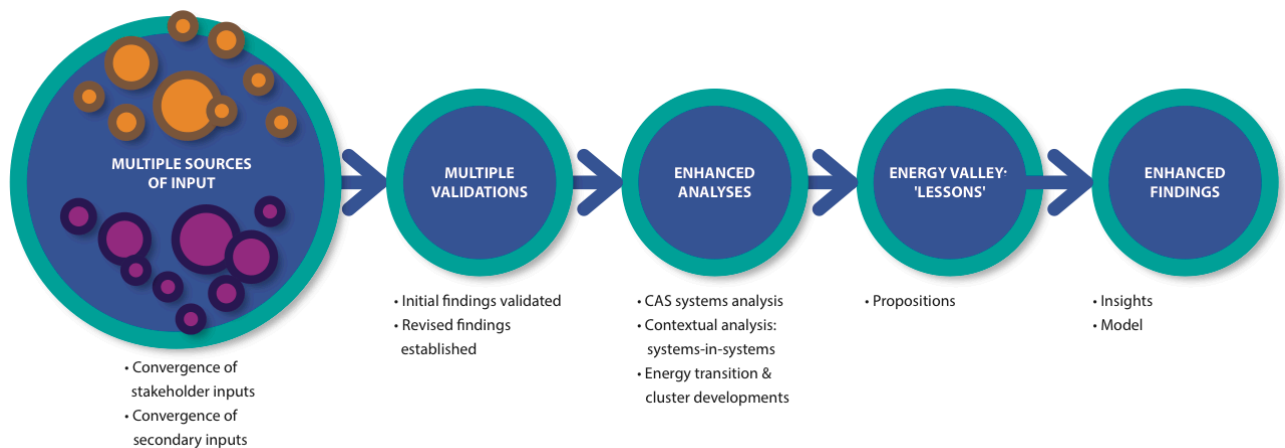 MULTIPLE SOURCES
OF INPUT
• Convergence of
stakeholder inputs
• Convergence of
secondary inputs
MULTIPLE
VALIDATIONS
• Initial findings validated
• Revised findings
established
ENHANCED
ANALYSES
• CAS systems analysis
• Contextual analysis:
systems-in-systems
• Energy transition &
cluster developments
ENERGY VALLEY·
'LESSONS'
• Propositions
ENHANCED
FINDINGS
• Insights
• Model